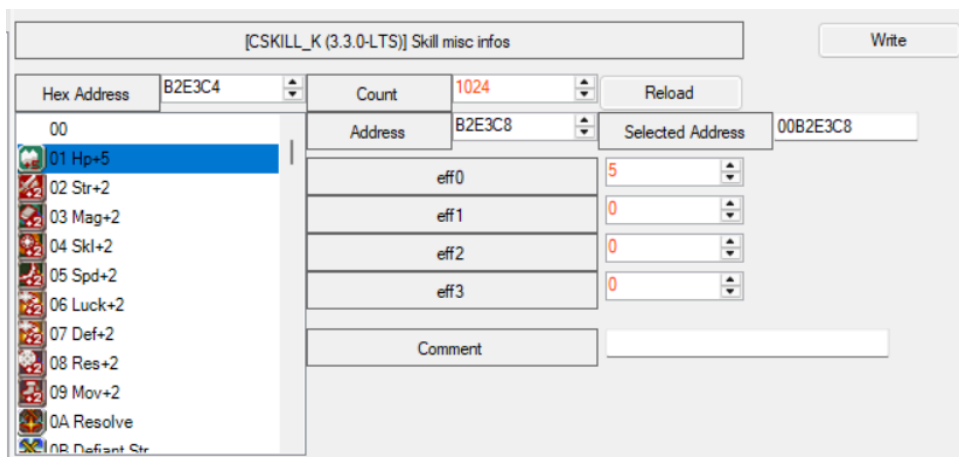 [CSKILL_K (3.3.0-LTS)] Skill misc infos
Write
Hex Address B2E3C4 Count 1024 Reload
Address B2E3C8 Selected Address 00B2E3C8
00
01 Hp+5
02 Str+2
03 Mag+2
04 Skl+2
05 Spd+2
06 Luck+2
07 Def+2
08 Res+2
09 Mov+2
0A Resolve
0B Defiant Str
eff0 5
eff1 0
eff2 0
eff3 0
Comment